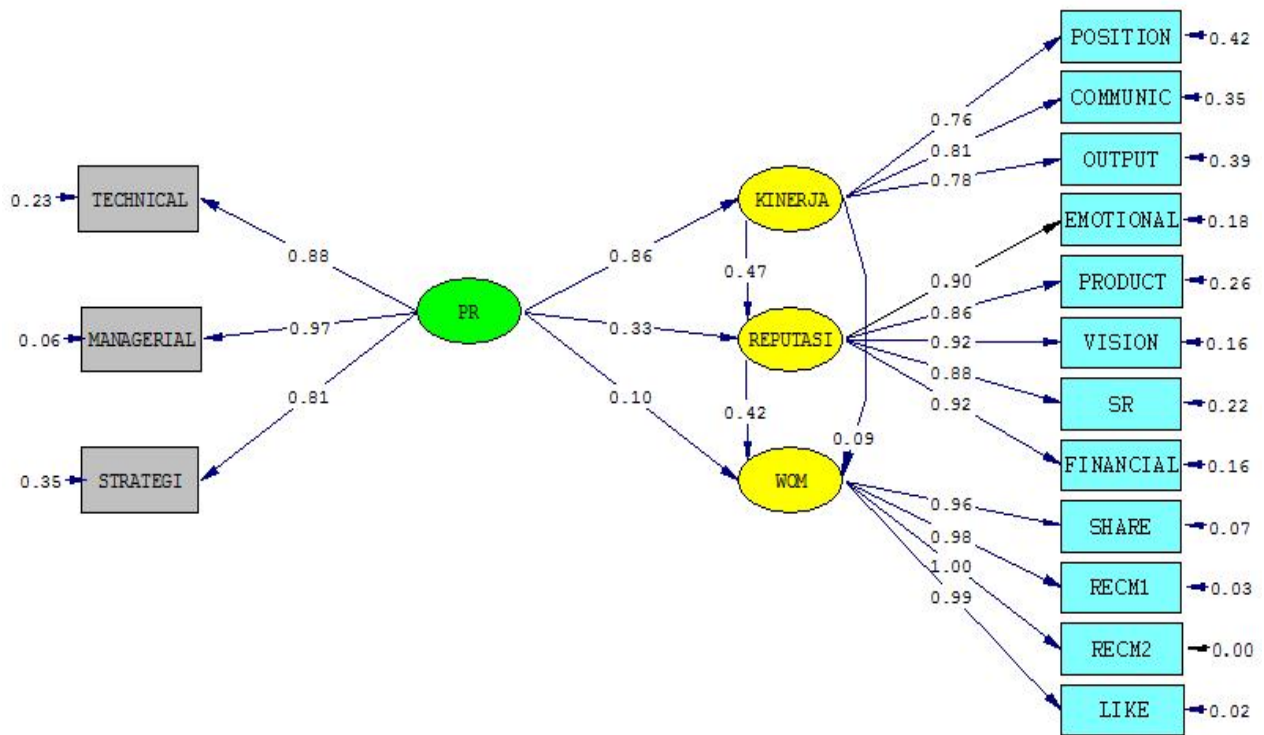 POSITION
0.42
COMMUNIC
0.35
0.76
0.81
0.78
OUTPUT
0.39
0.23
TECHNICAL
KINERJA
EMOTIONAL
0.18
0.88
0.86
0.47
0.90
PRODUCT
0.26
0.86
PR
0.06
MANAGERIAL
0.97
0.33
REPUTASI
0.92
VISION
0.16
0.88
0.81
0.10
0.42
0.92
SR
0.22
0.09
FINANCIAL
0.16
0.35
STRATEGI
WOM
0.96
SHARE
0.07
0.98
1.00
0.99
RECM1
0.03
RECM2
0.00
LIKE
0.02